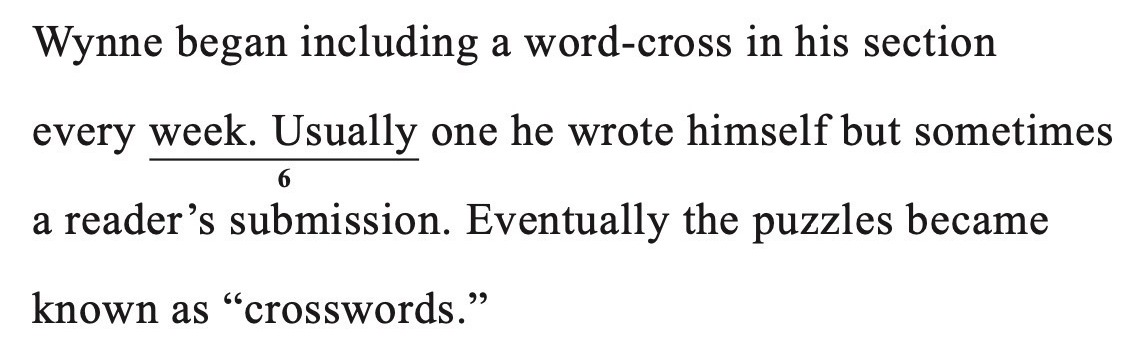 Wynne began including a word-cross in his section
every week. Usually one he wrote himself but sometimes
6
a reader’s submission. Eventually the puzzles became
known as “crosswords.”